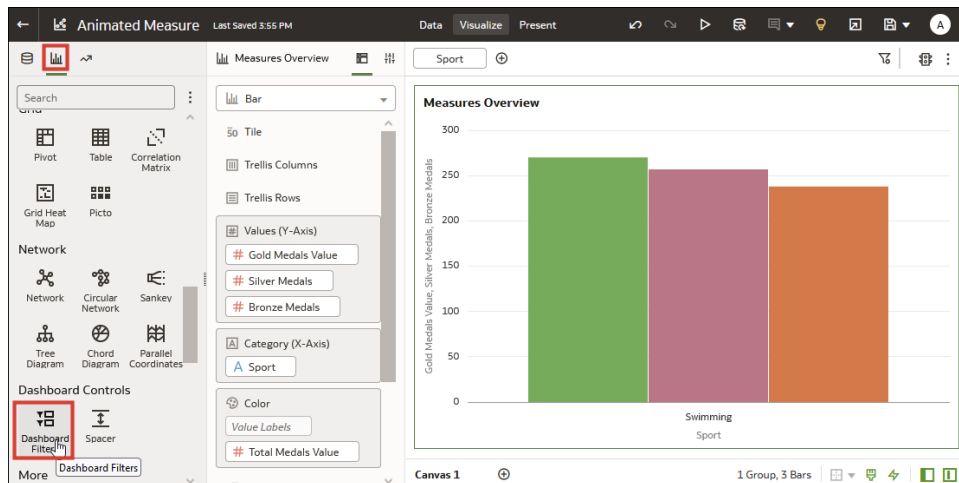 Animated Measure Last Saved 3:55 PM Data Visualize Present A
Measures Overview
Sport
Search
Grid
Pivot Table Correlation Matrix
Grid Heat Map Picto
Network
Network Circular Network Sankey
Tree Diagram Chord Diagram Parallel Coordinates
Dashboard Controls
Dashboard Filters Spacer
Dashboard Filters
More
Bar
50 Tile
Trellis Columns
Trellis Rows
# Values (Y-Axis)
# Gold Medals Value
# Silver Medals
# Bronze Medals
A Category (X-Axis)
A Sport
Color
Value Labels
# Total Medals Value
Measures Overview
Gold Medals Value, Silver Medals, Bronze Medals
300
250
200
150
100
50
0
Swimming
Sport
Canvas 1 1 Group, 3 Bars